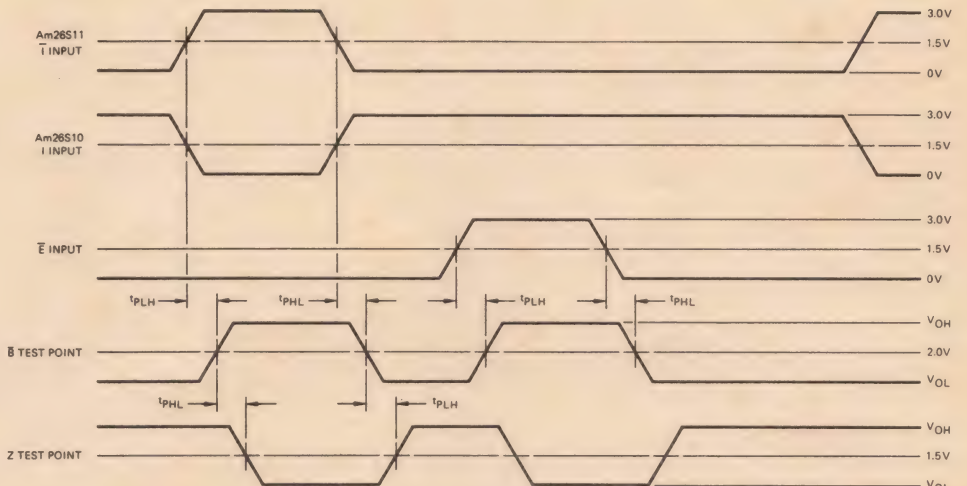 3.0V
Am26S11
Ī INPUT
1.5V
0V
3.0V
Am26S10
I INPUT
1.5V
0V
3.0V
E̅ INPUT
1.5V
0V
tPLH
tPHL
tPLH
tPHL
VOH
B̅ TEST POINT
2.0V
VOL
tPHL
tPLH
VOH
Z TEST POINT
1.5V
VOL